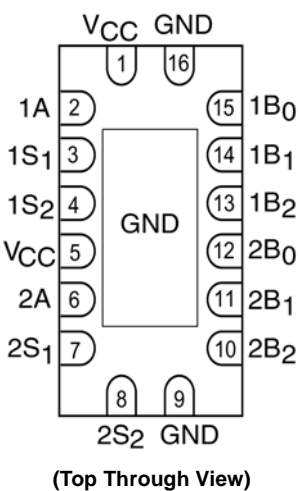 VCC GND
1 16
1A 2 15 1B0
1S1 3 14 1B1
1S2 4 13 1B2
GND
VCC 5 12 2B0
2A 6 11 2B1
2S1 7 10 2B2
8 9
2S2 GND
(Top Through View)